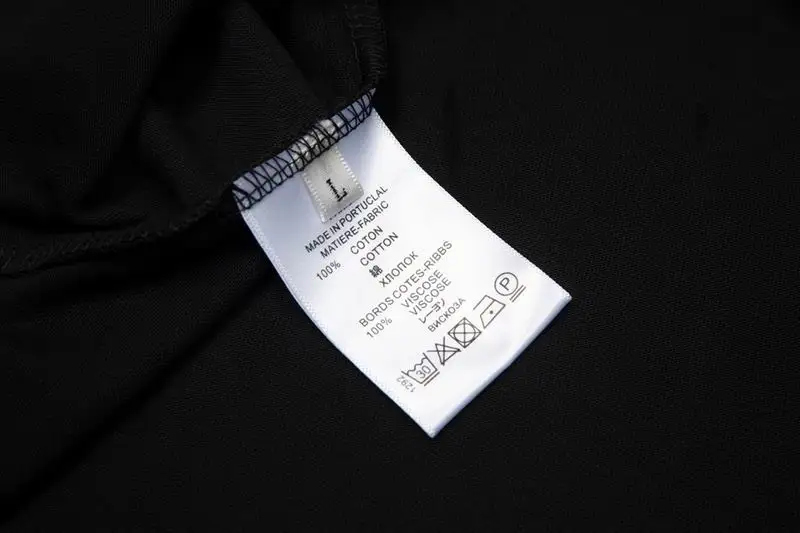 L
MADE IN PORTUCLAL
MATIERE-FABRIC
100% COTON
COTTON
綿
ХЛОПОК
BORDS COTES-RIBBS
100% VISCOSE
VISCOSE
レーヨン
ВИСКОЗА
30
P
1292